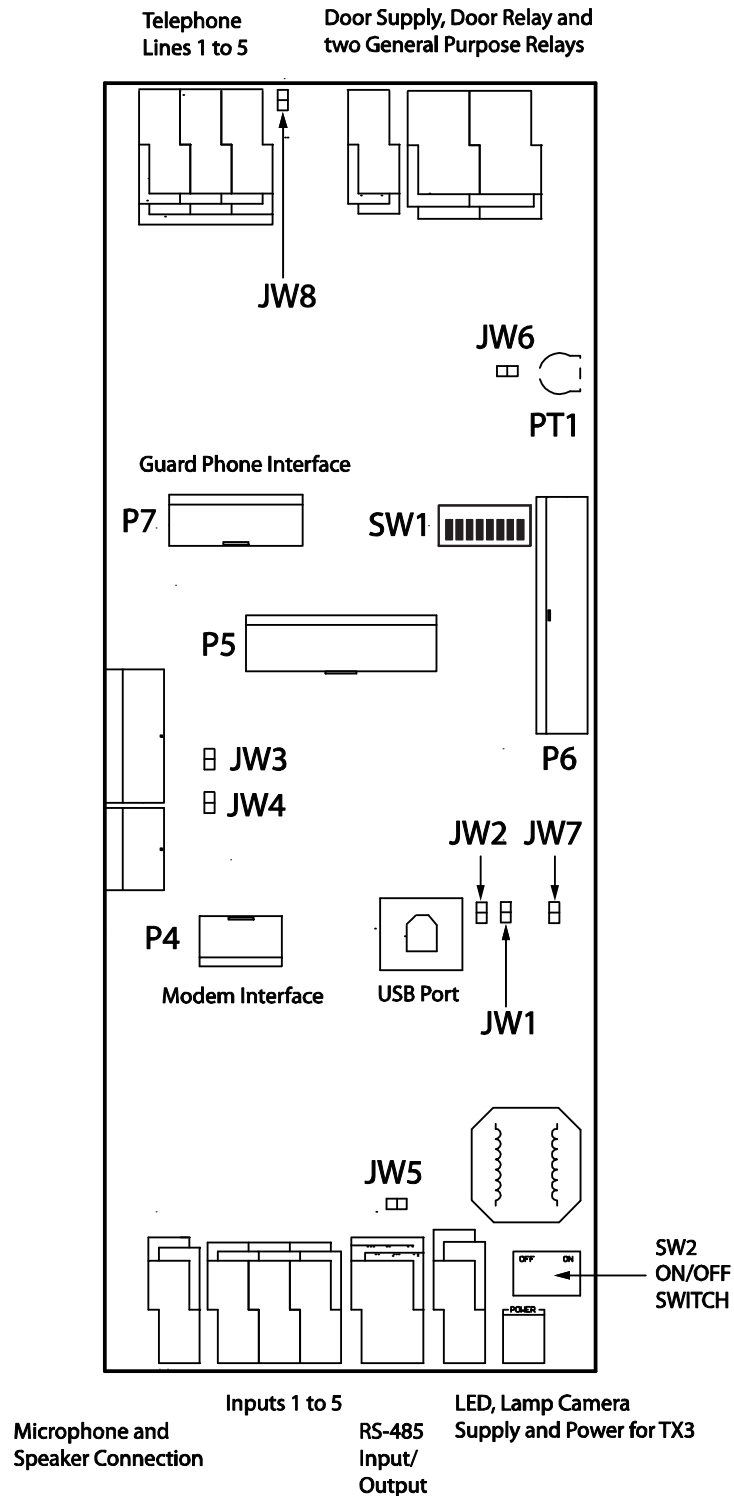 Telephone
Lines 1 to 5
Door Supply, Door Relay and
two General Purpose Relays
JW8
JW6
PT1
Guard Phone Interface
P7
SW1
P5
P6
JW3
JW4
JW2
JW7
P4
Modem Interface
USB Port
JW1
JW5
OFF
ON
SW2
ON/OFF
SWITCH
POWER
Inputs 1 to 5
LED, Lamp Camera
Supply and Power for TX3
Microphone and
Speaker Connection
RS-485
Input/
Output